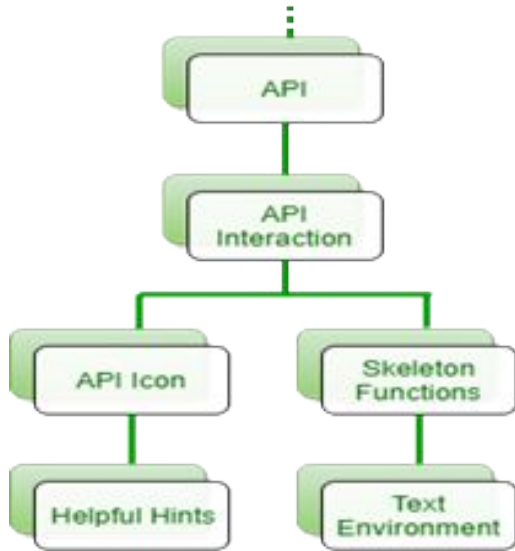 API
API
Interaction
API Icon
Skeleton
Functions
Helpful Hints
Text
Environment